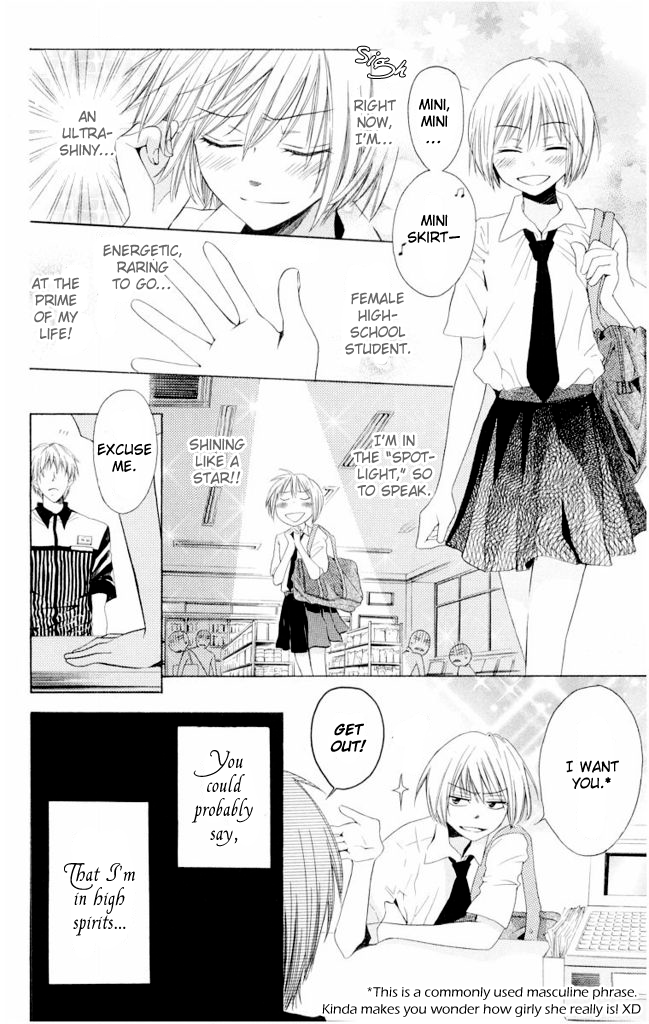 Sigh
MINI,
MINI
...
MINI
SKIRT—
RIGHT
NOW,
I'M...
AN
ULTRA-
SHINY...
ENERGETIC,
RARING
TO GO...
FEMALE
HIGH-
SCHOOL
STUDENT.
AT THE
PRIME
OF MY
LIFE!
I'M IN
THE "SPOT-
LIGHT," SO
TO SPEAK.
SHINING
LIKE A
STAR!!
EXCUSE
ME.
I WANT
YOU.*
GET
OUT!
You
could
probably
say,
That I'm
in high
spirits...
*This is a commonly used masculine phrase.
Kinda makes you wonder how girly she really is! XD